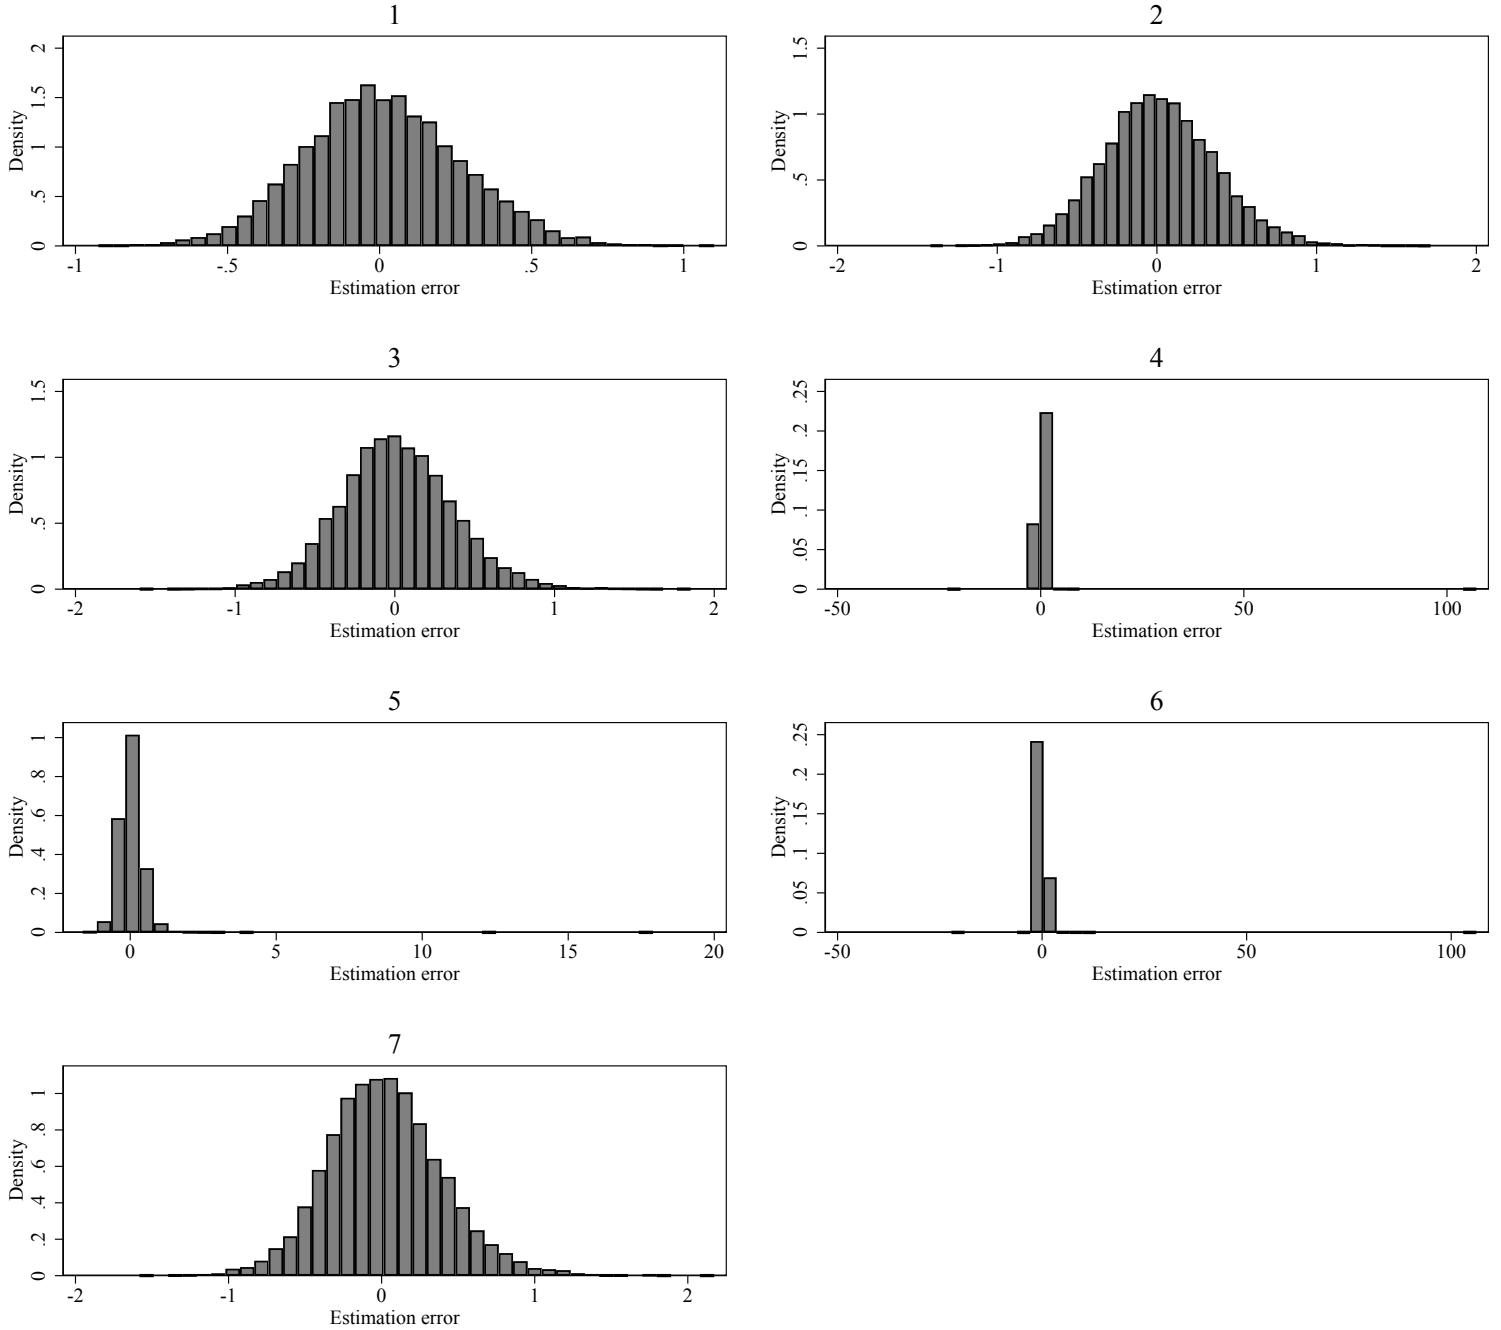 1
Density
0 .5 1 1.5 2
-1 -.5 0 .5 1
Estimation error
2
Density
0 .5 1 1.5
-2 -1 0 1 2
Estimation error
3
Density
0 .5 1 1.5
-2 -1 0 1 2
Estimation error
4
Density
0 .05 .1 .15 .2 .25
-50 0 50 100
Estimation error
5
Density
0 .2 .4 .6 .8 1
0 5 10 15 20
Estimation error
6
Density
0 .05 .1 .15 .2 .25
-50 0 50 100
Estimation error
7
Density
0 .2 .4 .6 .8 1
-2 -1 0 1 2
Estimation error